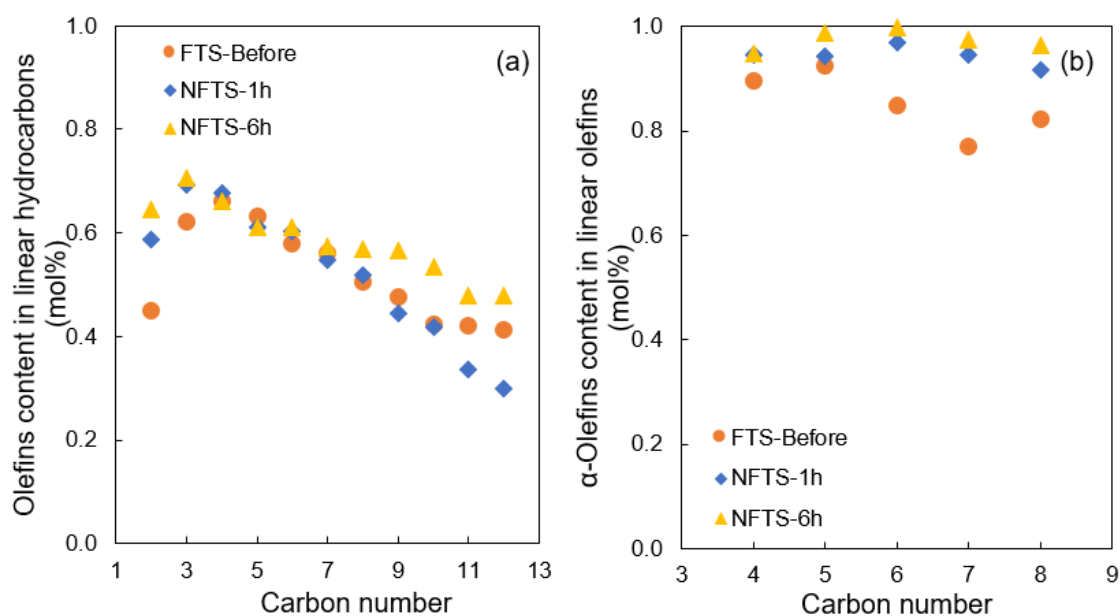 Olefins content in linear hydrocarbons
(mol%)
1.0
0.8
0.6
0.4
0.2
0.0
FTS-Before
NFTS-1h
NFTS-6h
(a)
1
3
5
7
9
11
13
Carbon number
α-Olefins content in linear olefins
(mol%)
1.0
0.8
0.6
0.4
0.2
0.0
(b)
FTS-Before
NFTS-1h
NFTS-6h
3
4
5
6
7
8
9
Carbon number